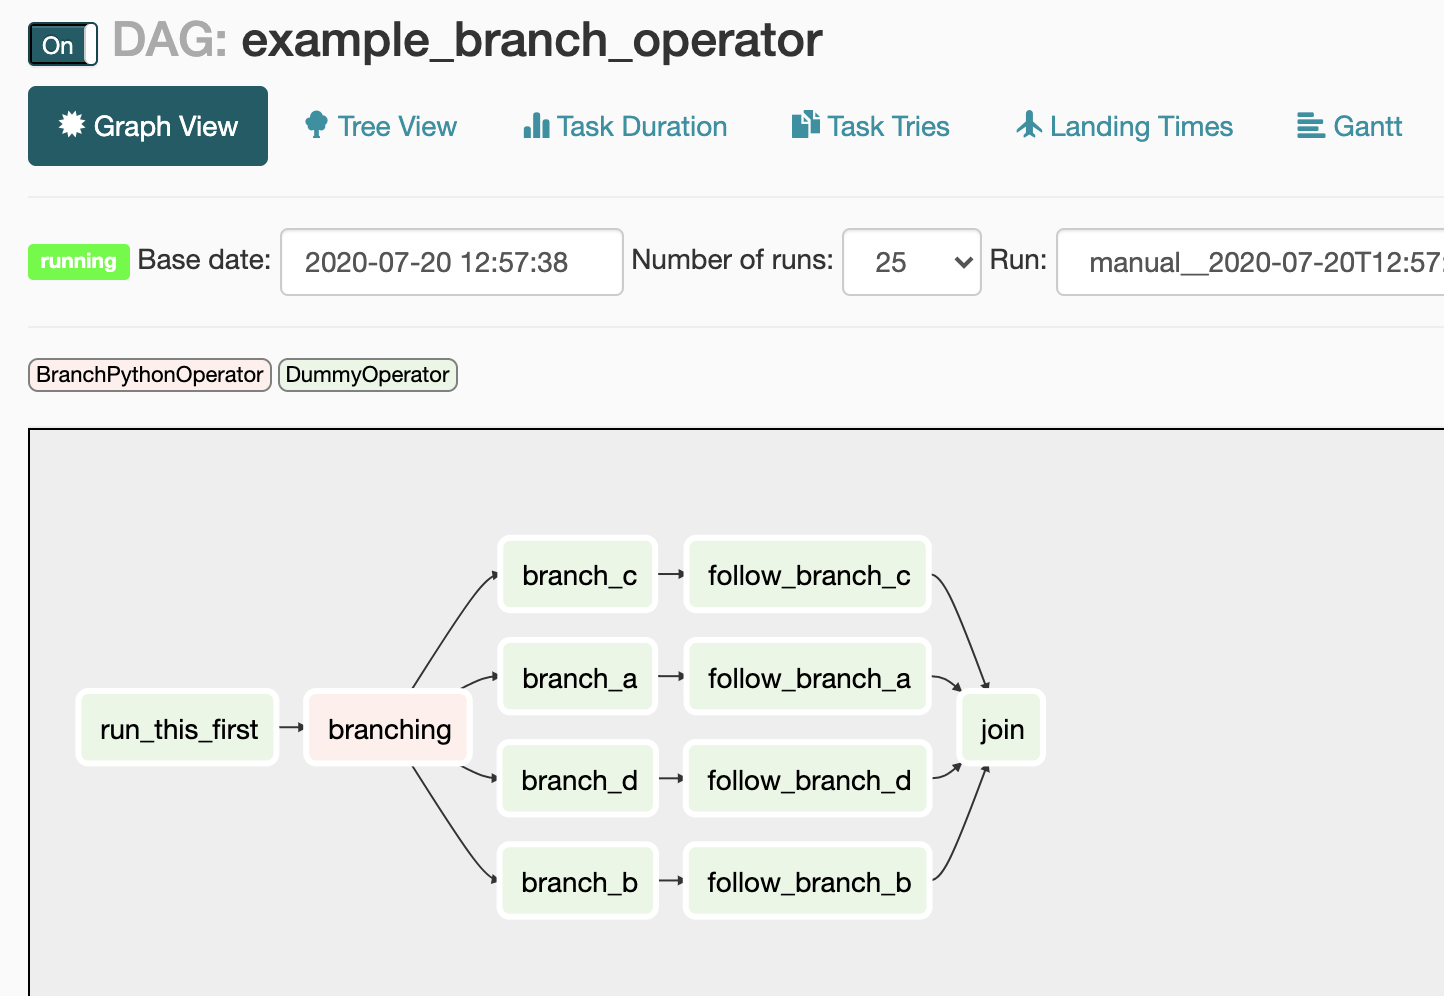 On DAG: example_branch_operator
Graph View Tree View Task Duration Task Tries Landing Times Gantt
running Base date: 2020-07-20 12:57:38 Number of runs: 25 Run: manual__2020-07-20T12:57:
BranchPythonOperator DummyOperator
branch_c follow_branch_c
branch_a follow_branch_a
run_this_first branching join
branch_d follow_branch_d
branch_b follow_branch_b